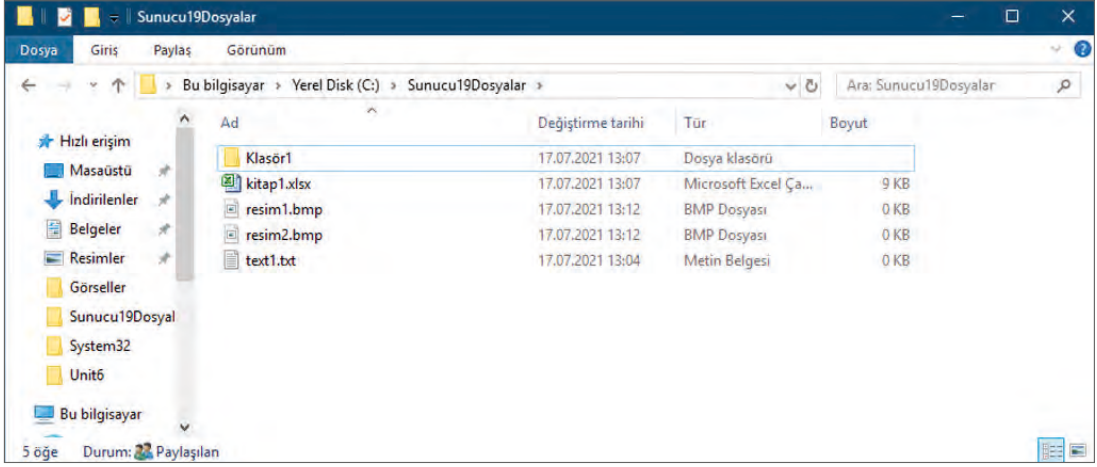 Sunucu19Dosyalar
Dosya Giriş Paylaş Görünüm
Bu bilgisayar Yerel Disk (C:) Sunucu19Dosyalar Ara: Sunucu19Dosyalar
Ad Değiştirme tarihi Tür Boyut
Hızlı erişim
Masaüstü
İndirilenler
Belgeler
Resimler
Görseller
Sunucu19Dosyal
System32
Unit6
Bu bilgisayar
Klasör1 17.07.2021 13:07 Dosya klasörü
kitap1.xlsx 17.07.2021 13:07 Microsoft Excel Ça... 9 KB
resim1.bmp 17.07.2021 13:12 BMP Dosyası 0 KB
resim2.bmp 17.07.2021 13:12 BMP Dosyası 0 KB
text1.txt 17.07.2021 13:04 Metin Belgesi 0 KB
5 öğe Durum: Paylaşılan